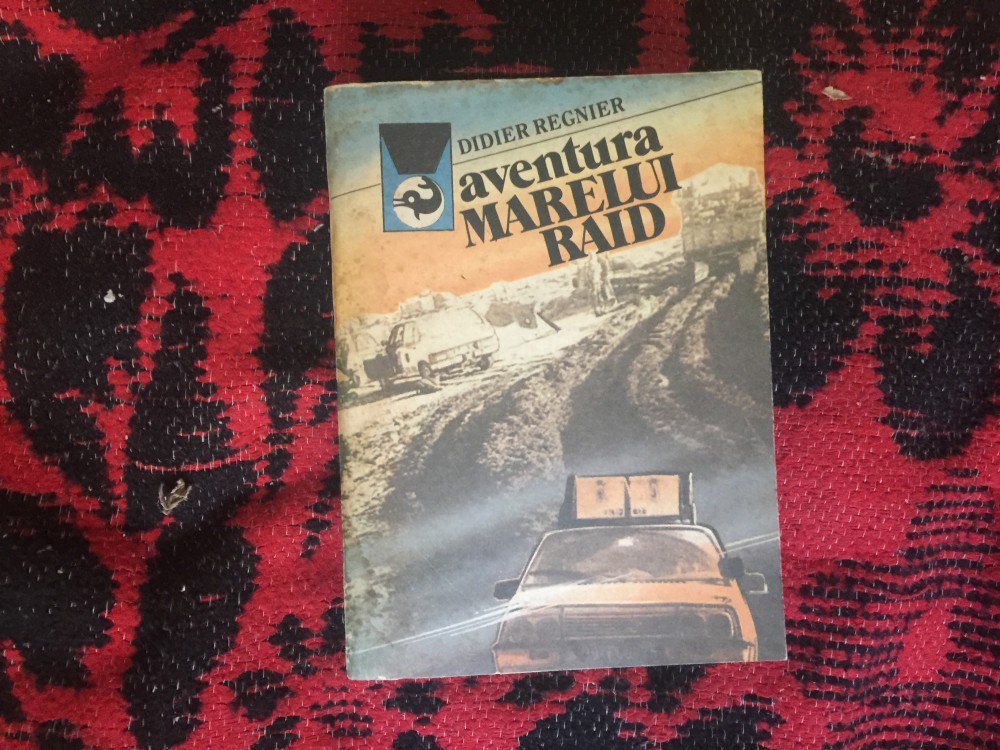 DIDIER REGNIER
aventura
MARELUI
RAID